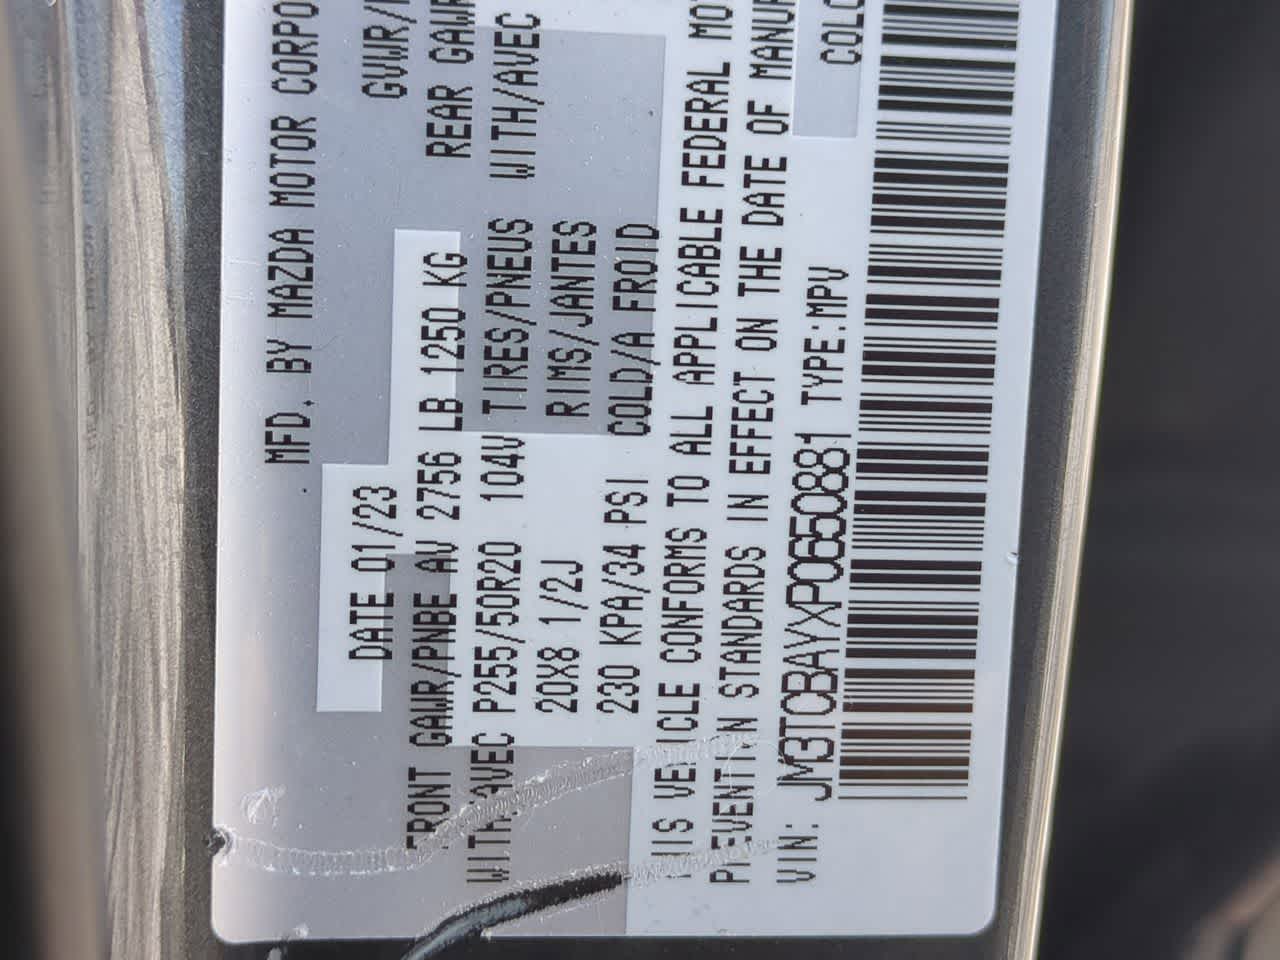 MFD. BY MAZDA MOTOR CORPO
DATE 01/23
GVWR/
FRONT GAWR/PNBE AV 2756 LB 1250 KG
REAR GAWR
WITH/AVEC P255/50R20 104V TIRES/PNEUS WITH/AVEC
20X8 1/2J RIMS/JANTES
230 KPA/34 PSI COLD/A FROID
THIS VEHICLE CONFORMS TO ALL APPLICABLE FEDERAL MOT
PREVENTION STANDARDS IN EFFECT ON THE DATE OF MANUF
VIN: JM3TCBAYXP0650881 TYPE:MPV
COLO